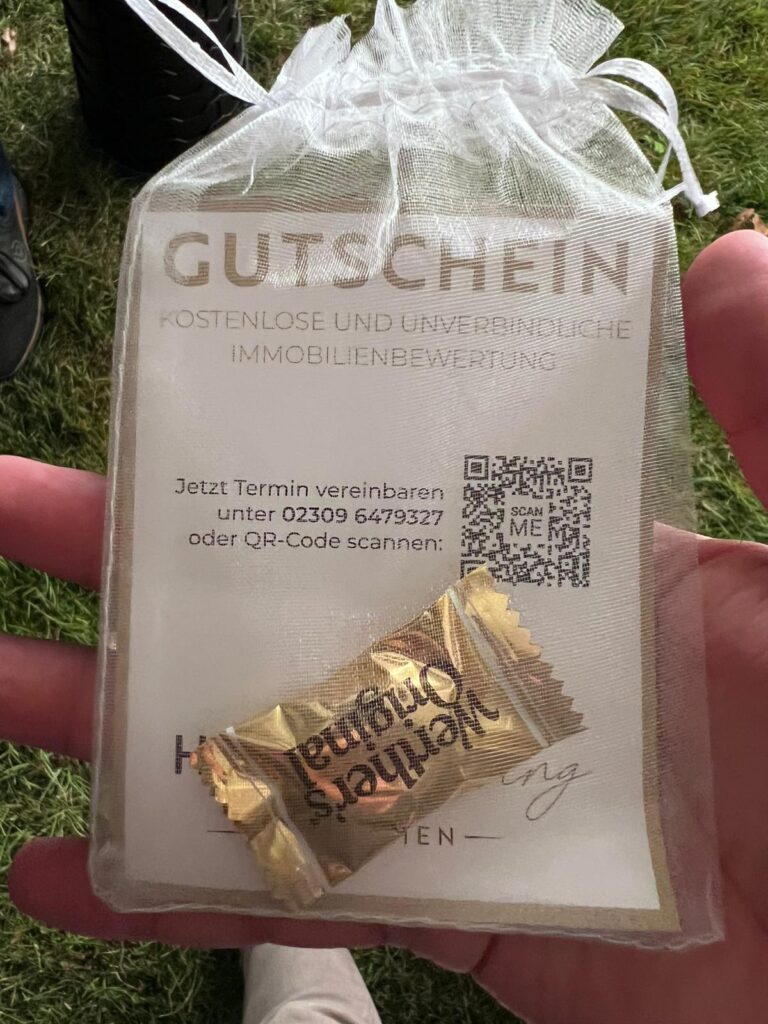 GUTSCHEIN
KOSTENLOSE UND UNVERBINDLICHE
IMMOBILIENBEWERTUNG
Jetzt Termin vereinbaren
unter 02309 6479327
oder QR-Code scannen:
SCAN
ME
Werther's
Original